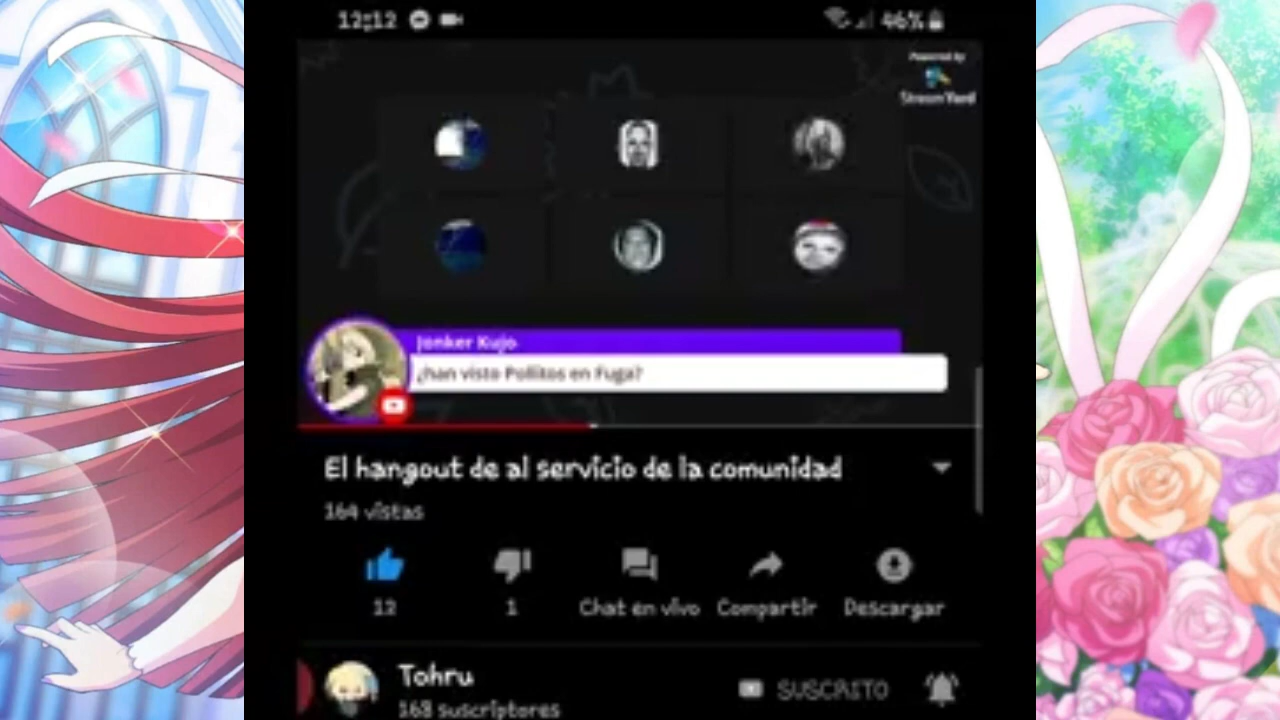 12:12 46%
Powered by
StreamYard
Jonker Kujo
¿han visto Pollitos en Fuga?
El hangout de al servicio de la comunidad
164 vistas
12 1 Chat en vivo Compartir Descargar
Tohru
SUSCRITO
168 suscriptores